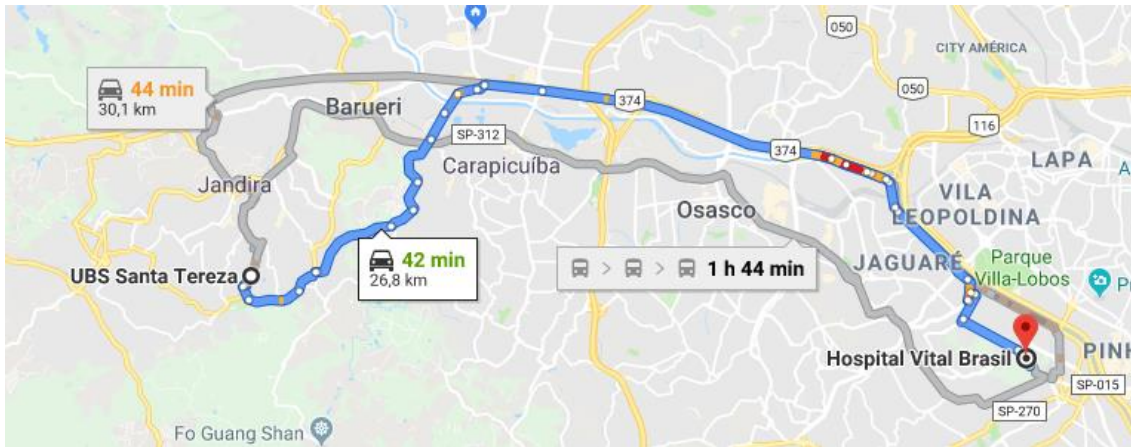 050
CITY AMÉRICA
44 min
30,1 km
050
Barueri
374
SP-312
116
374
LAPA
Carapicuíba
Jandira
VILA
LEOPOLDINA
Osasco
42 min
26,8 km
1 h 44 min
UBS Santa Tereza
JAGUARÉ
Parque
Villa-Lobos
Hospital Vital Brasil
PINH
SP-015
SP-270
Fo Guang Shan